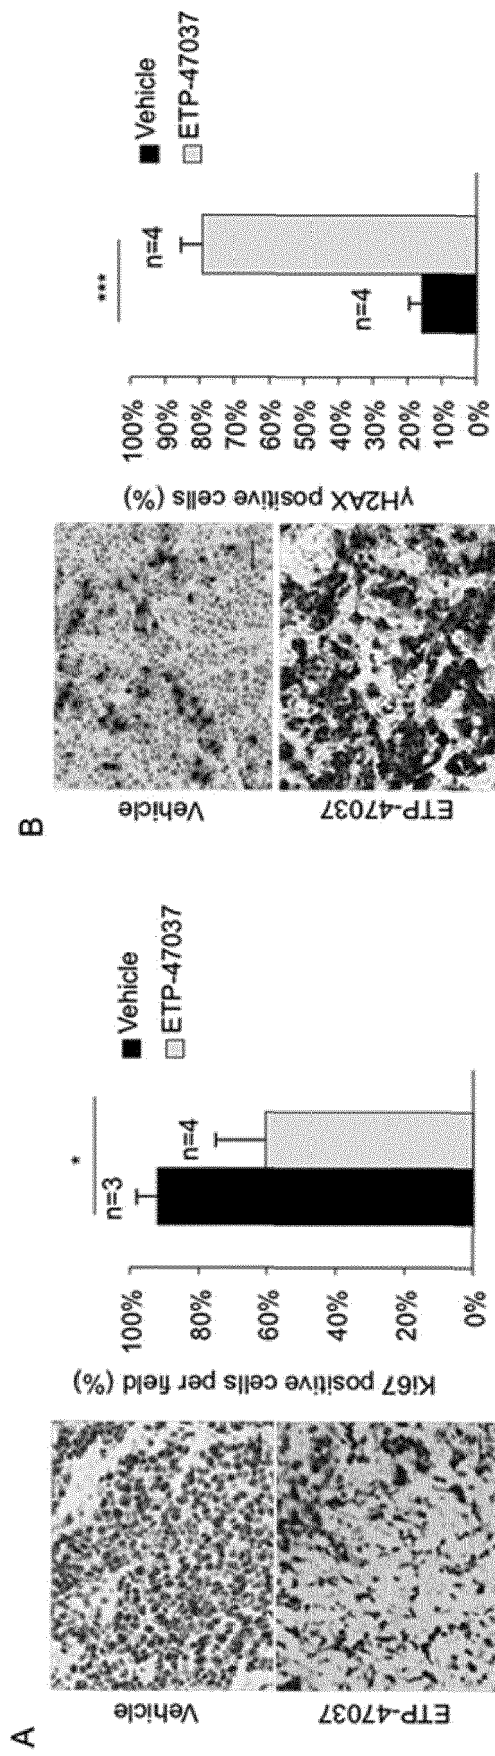 A
Vehicle
ETP-47037
Ki67 positive cells per field (%)
100%
80%
60%
40%
20%
0%
*
n=3
n=4
Vehicle
ETP-47037
B
Vehicle
ETP-47037
γH2AX positive cells (%)
100%
90%
80%
70%
60%
50%
40%
30%
20%
10%
0%
***
n=4
n=4
Vehicle
ETP-47037